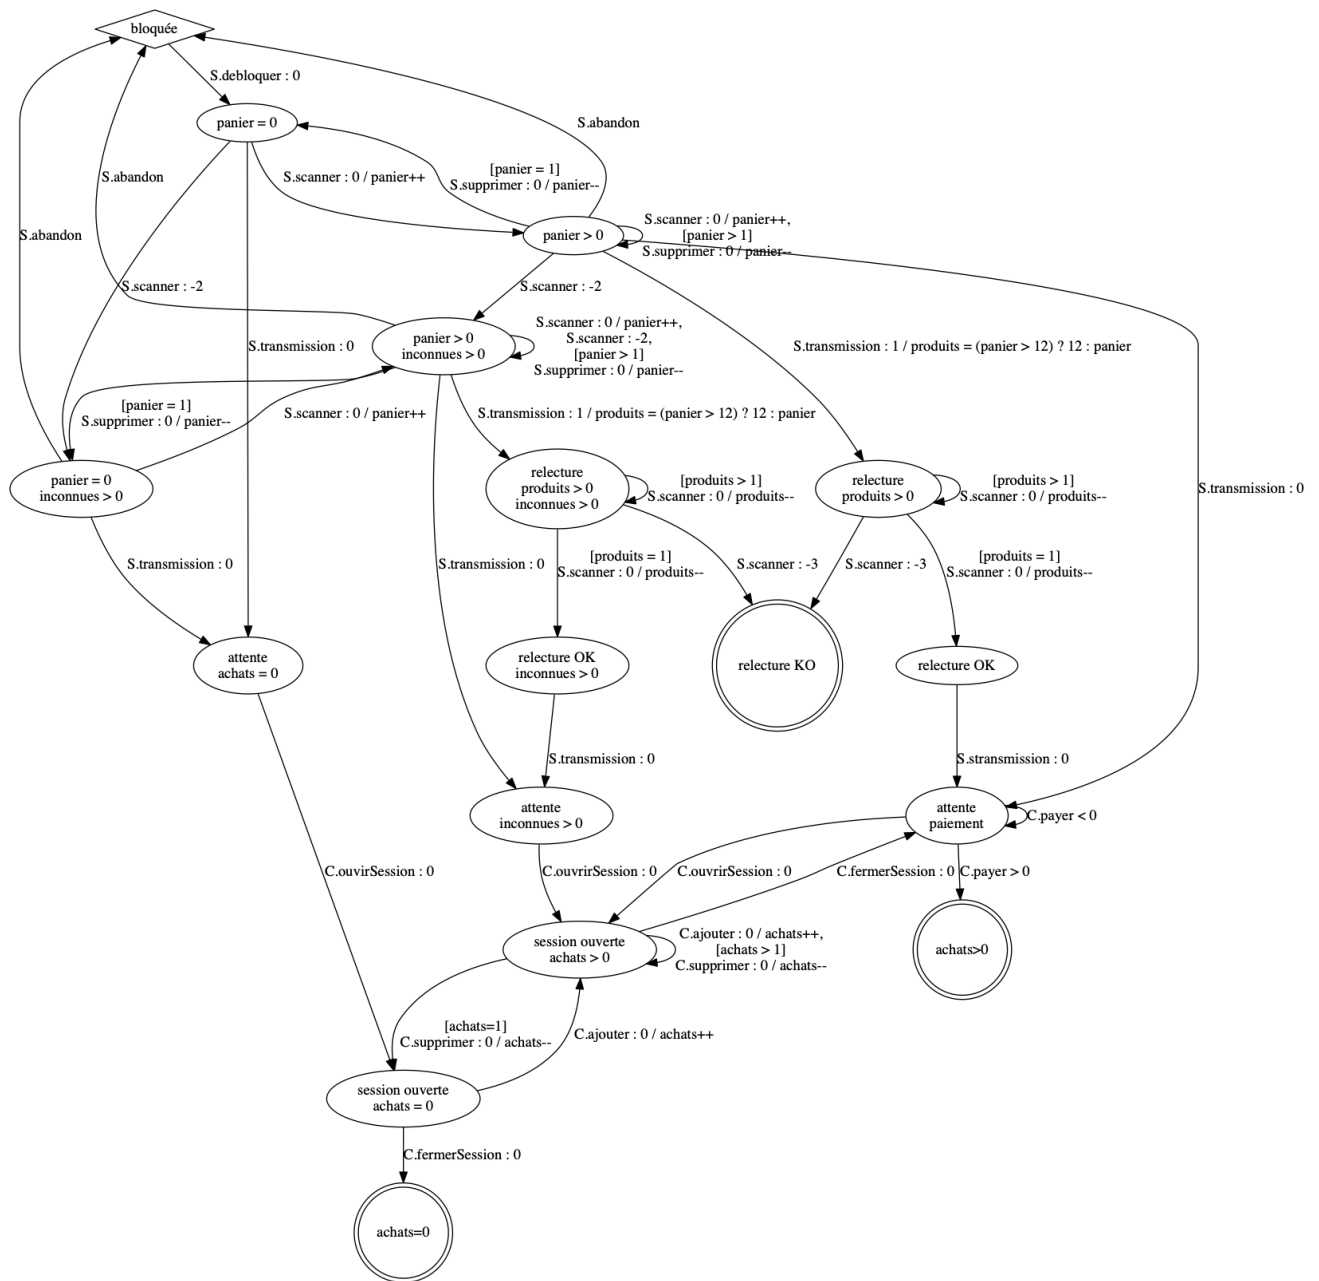 bloquée
S.debloquer : 0
panier = 0
S.abandon
[panier = 1]
S.supprimer : 0 / panier--
S.scanner : 0 / panier++
S.abandon
S.abandon
panier > 0
S.scanner : 0 / panier++,
[panier > 1]
S.supprimer : 0 / panier--
S.scanner : -2
S.scanner : -2
panier > 0
inconnues > 0
S.scanner : 0 / panier++,
S.scanner : -2,
[panier > 1]
S.supprimer : 0 / panier--
S.transmission : 0
S.transmission : 1 / produits = (panier > 12) ? 12 : panier
[panier = 1]
S.supprimer : 0 / panier--
S.scanner : 0 / panier++
S.transmission : 1 / produits = (panier > 12) ? 12 : panier
panier = 0
inconnues > 0
relecture
produits > 0
inconnues > 0
[produits > 1]
S.scanner : 0 / produits--
relecture
produits > 0
[produits > 1]
S.scanner : 0 / produits--
S.transmission : 0
S.transmission : 0
S.transmission : 0
[produits = 1]
S.scanner : 0 / produits--
S.scanner : -3
S.scanner : -3
[produits = 1]
S.scanner : 0 / produits--
attente
achats = 0
relecture OK
inconnues > 0
relecture KO
relecture OK
S.transmission : 0
S.stransmission : 0
attente
inconnues > 0
attente
paiement
C.payer < 0
C.ouvirSession : 0
C.ouvrirSession : 0
C.ouvrirSession : 0
C.fermerSession : 0
C.payer > 0
session ouverte
achats > 0
C.ajouter : 0 / achats++,
[achats > 1]
C.supprimer : 0 / achats--
achats>0
[achats=1]
C.supprimer : 0 / achats--
C.ajouter : 0 / achats++
session ouverte
achats = 0
C.fermerSession : 0
achats=0